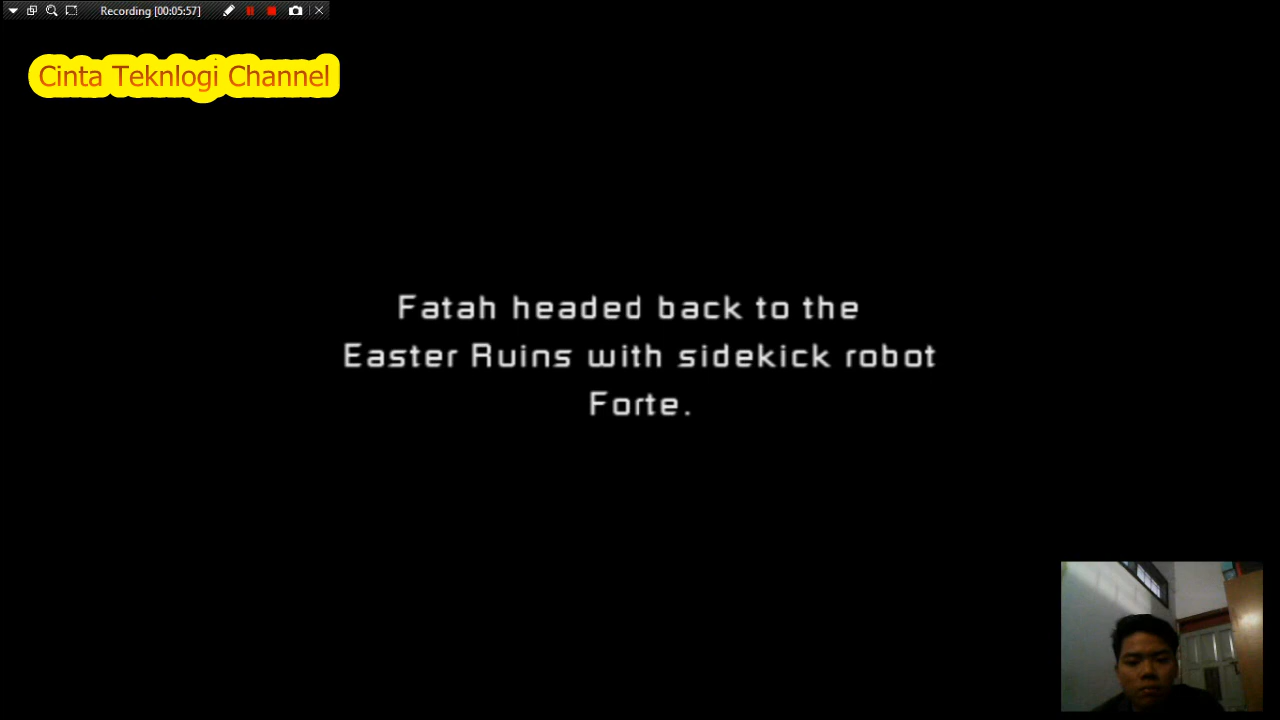 Recording [00:05:57]
Cinta Teknlogi Channel
Fatah headed back to the
Easter Ruins with sidekick robot
Forte.